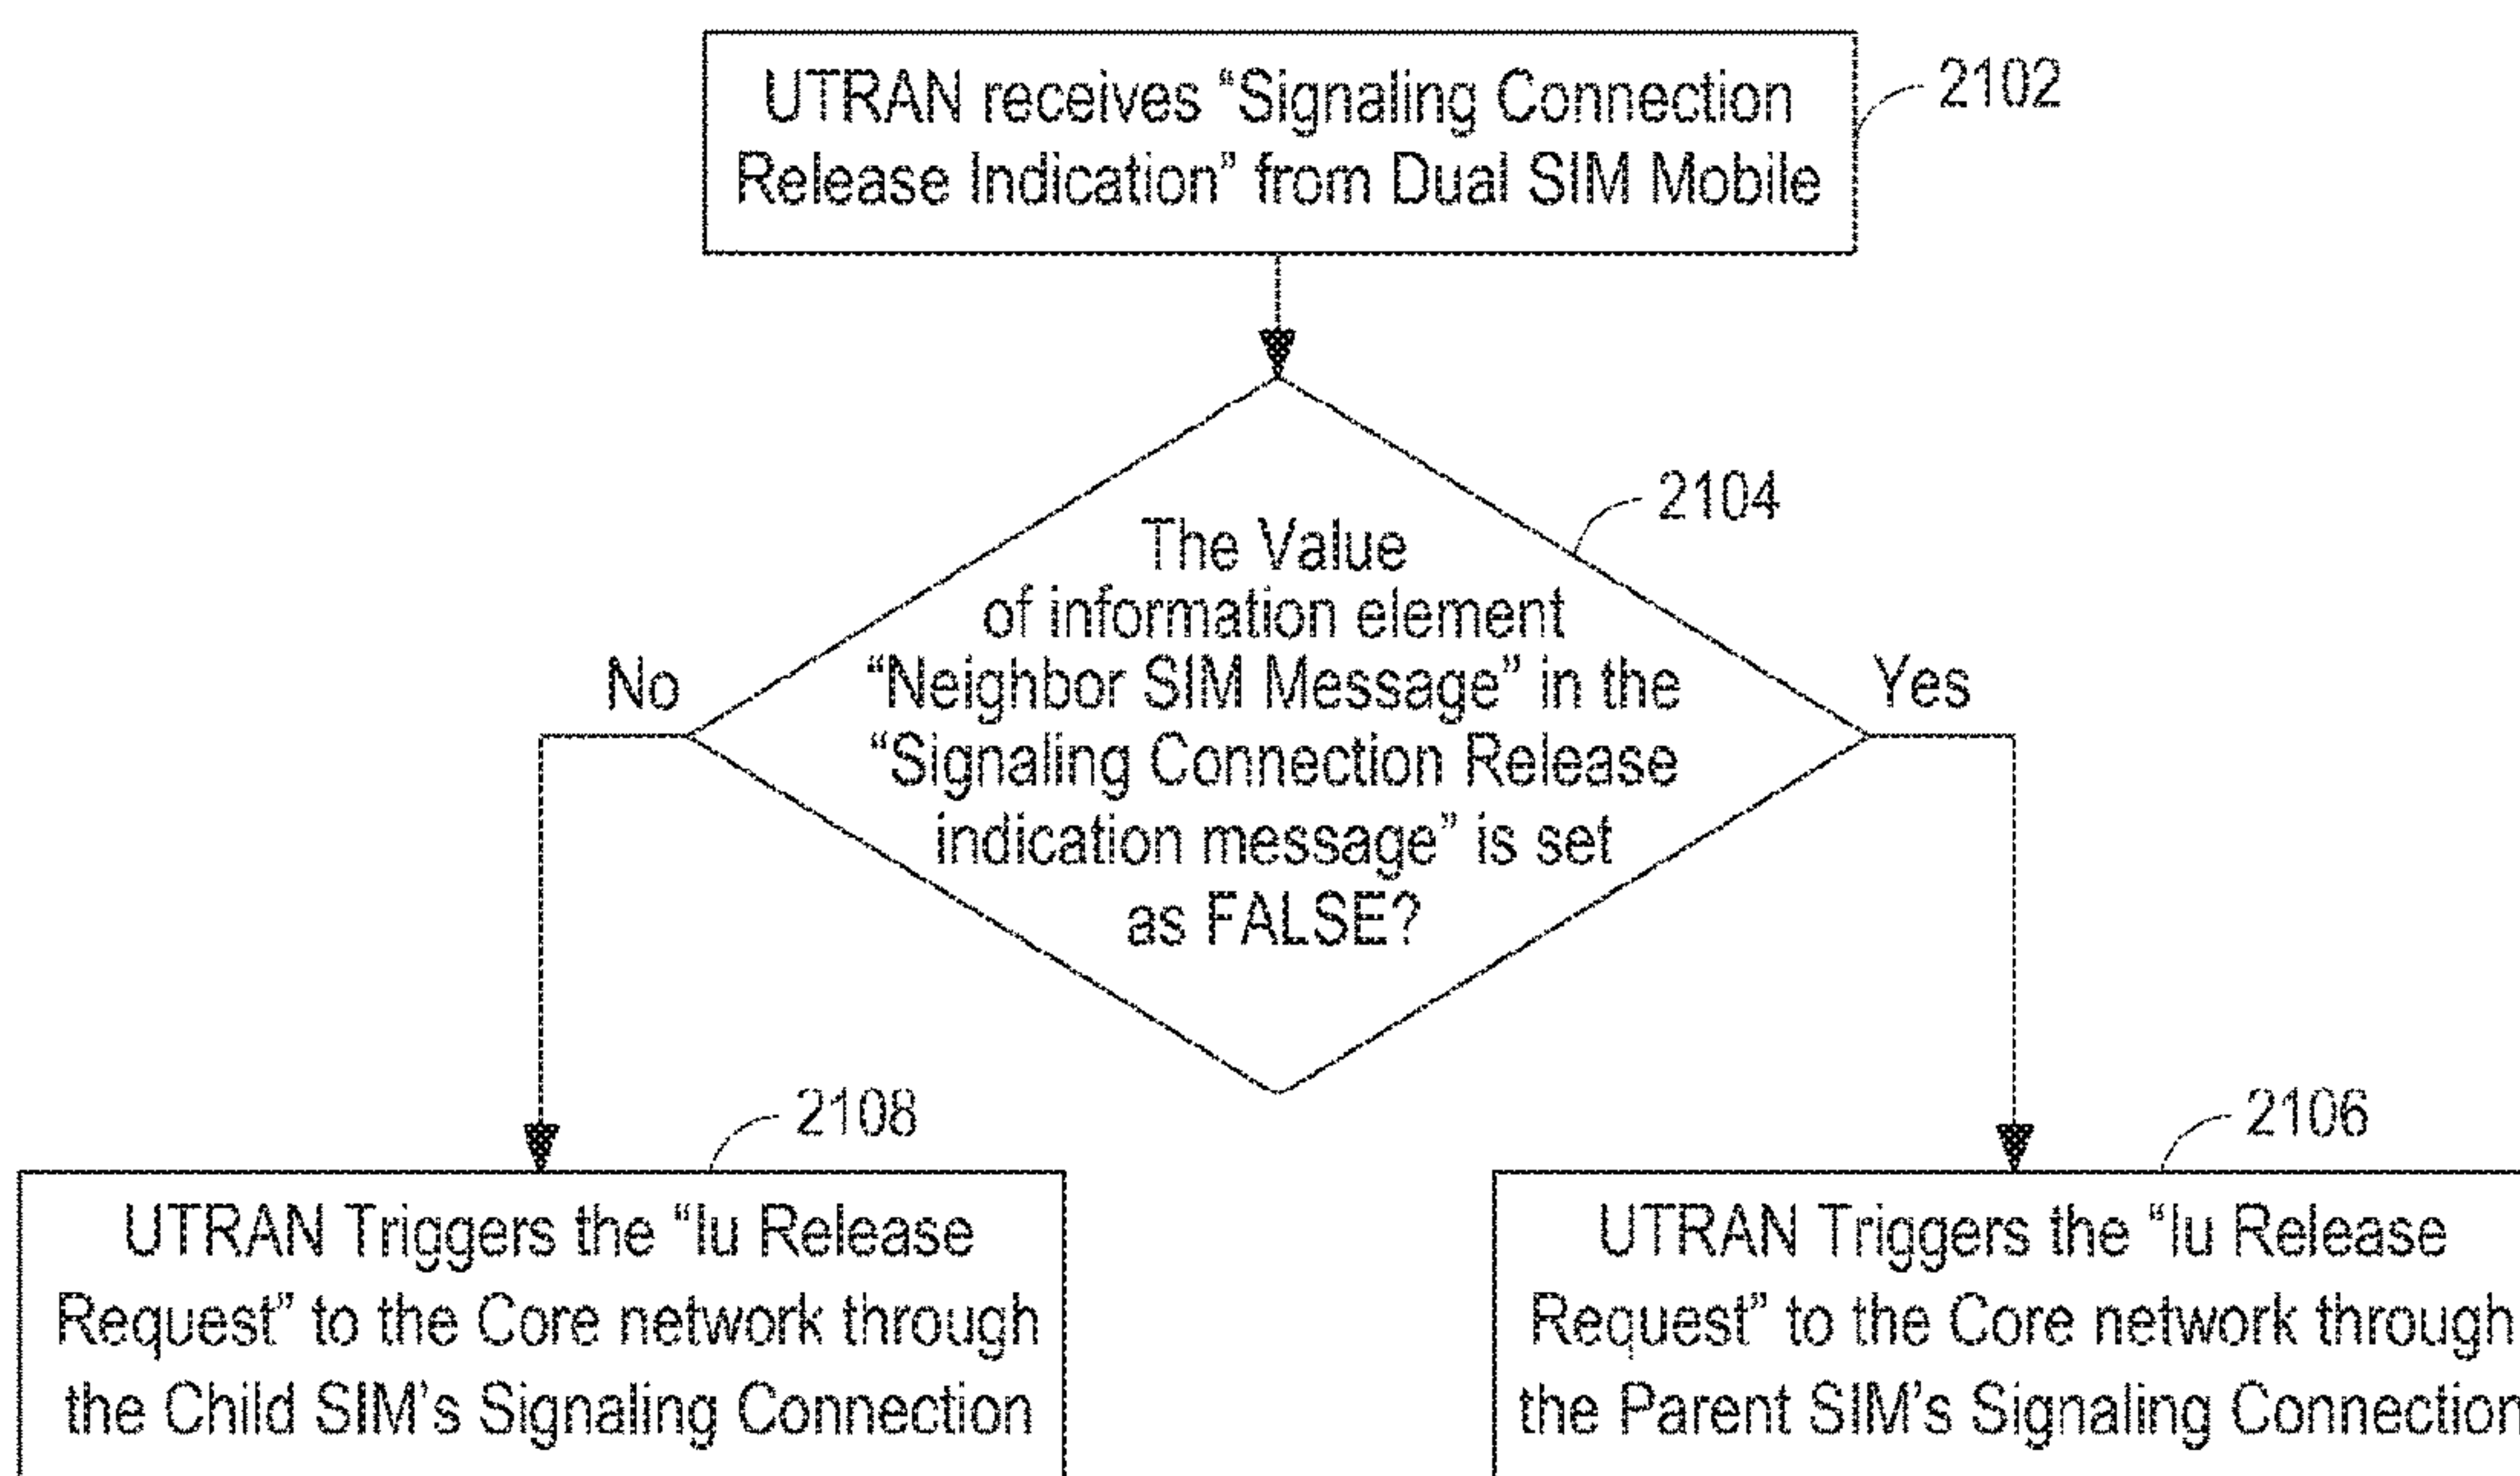 UTRAN receives “Signaling Connection
Release Indication” from Dual SIM Mobile
2102
2104
The Value
of information element
“Neighbor SIM Message” in the
“Signaling Connection Release
indication message” is set
as FALSE?
No
Yes
2108
UTRAN Triggers the “Iu Release
Request” to the Core network through
the Child SIM’s Signaling Connection
2106
UTRAN Triggers the “Iu Release
Request” to the Core network through
the Parent SIM’s Signaling Connection